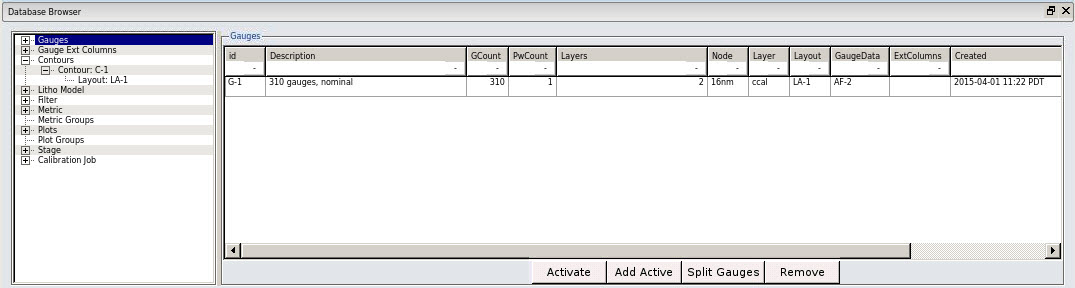 Database Browser
Gauges
Gauge Ext Columns
Contours
Contour: C-1
Layout: LA-1
Litho Model
Filter
Metric
Metric Groups
Plots
Plot Groups
Stage
Calibration Job
Gauges
id Description GCount PwCount Layers Node Layer Layout GaugeData ExtColumns Created
- - - - - - - - - - -
G-1 310 gauges, nominal 310 1 2 16nm ccal LA-1 AF-2 2015-04-01 11:22 PDT
Activate Add Active Split Gauges Remove